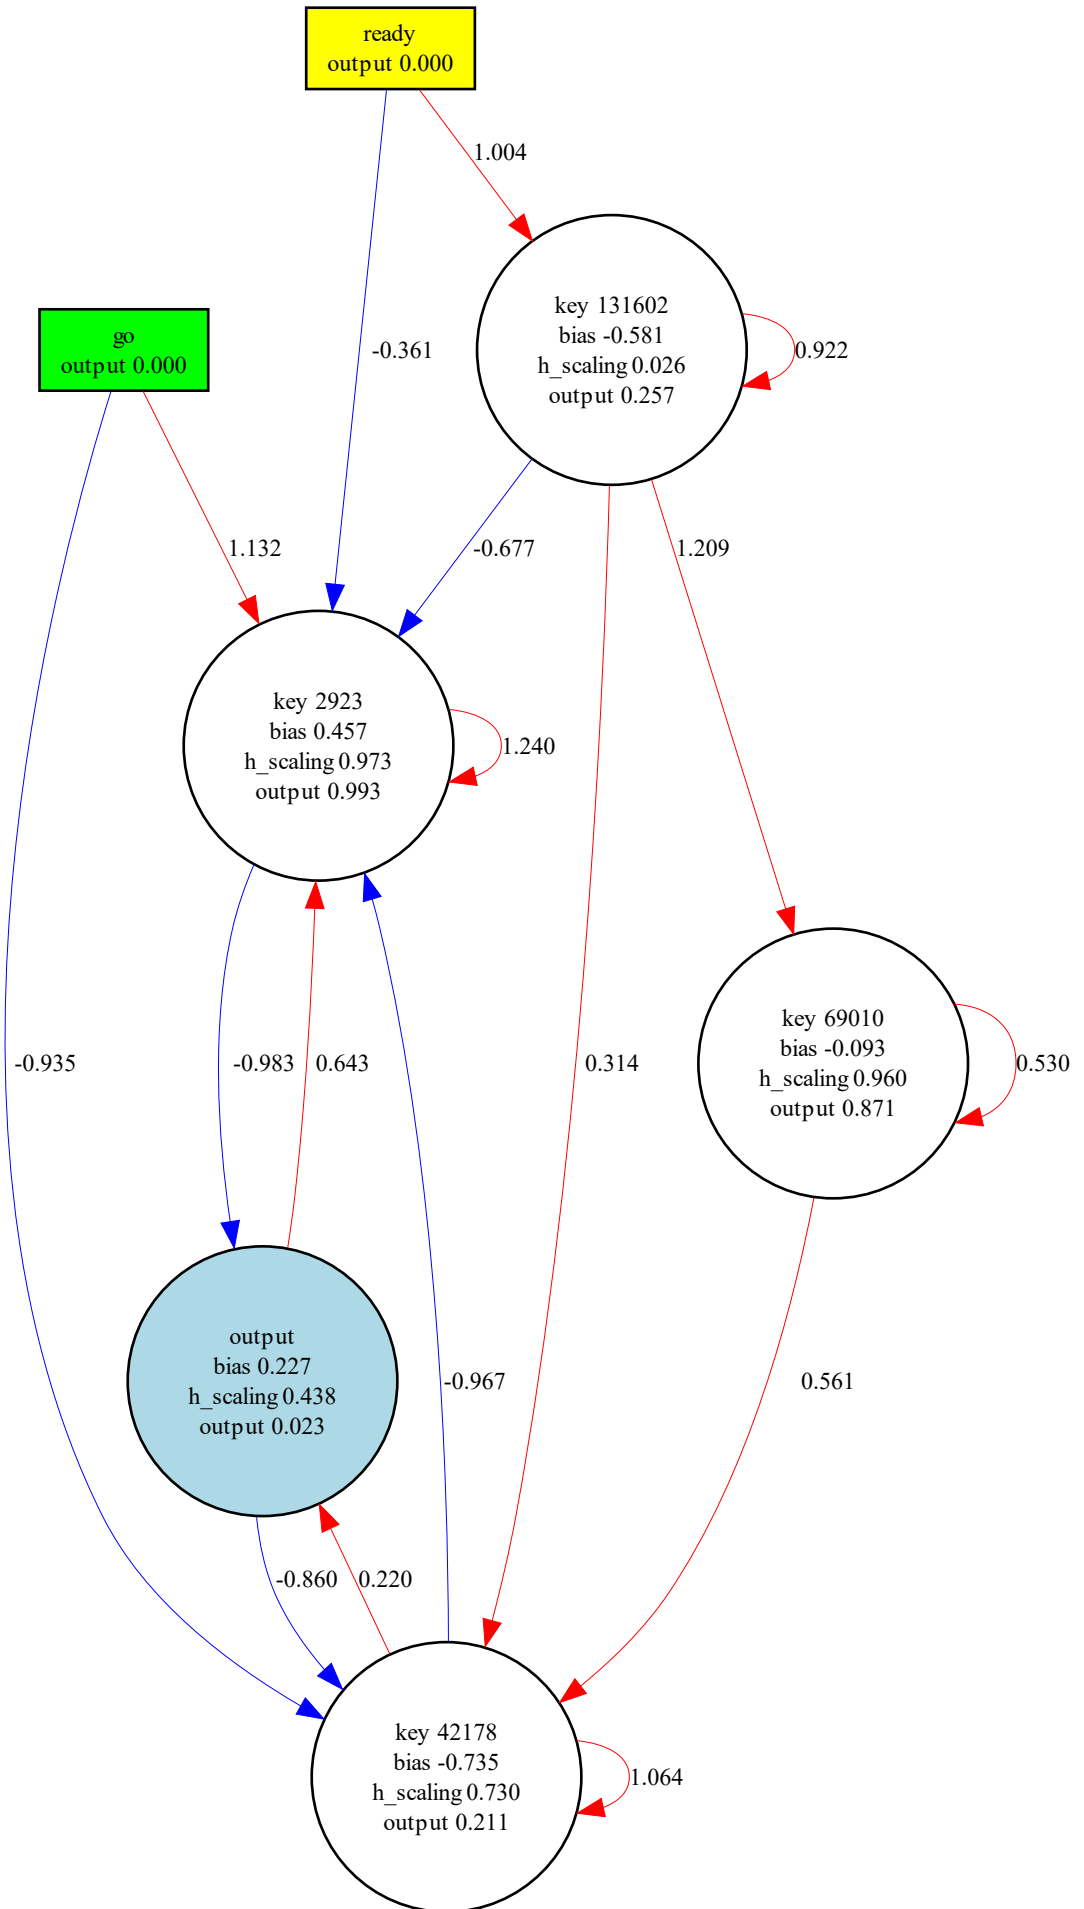 ready
output 0.000
1.004
key 131602
bias -0.581
h_scaling 0.026
output 0.257
0.922
go
output 0.000
-0.361
1.132
-0.677
1.209
key 2923
bias 0.457
h_scaling 0.973
output 0.993
1.240
key 69010
bias -0.093
h_scaling 0.960
output 0.871
0.530
-0.935
-0.983
0.643
0.314
output
bias 0.227
h_scaling 0.438
output 0.023
-0.967
0.561
-0.860
0.220
key 42178
bias -0.735
h_scaling 0.730
output 0.211
1.064